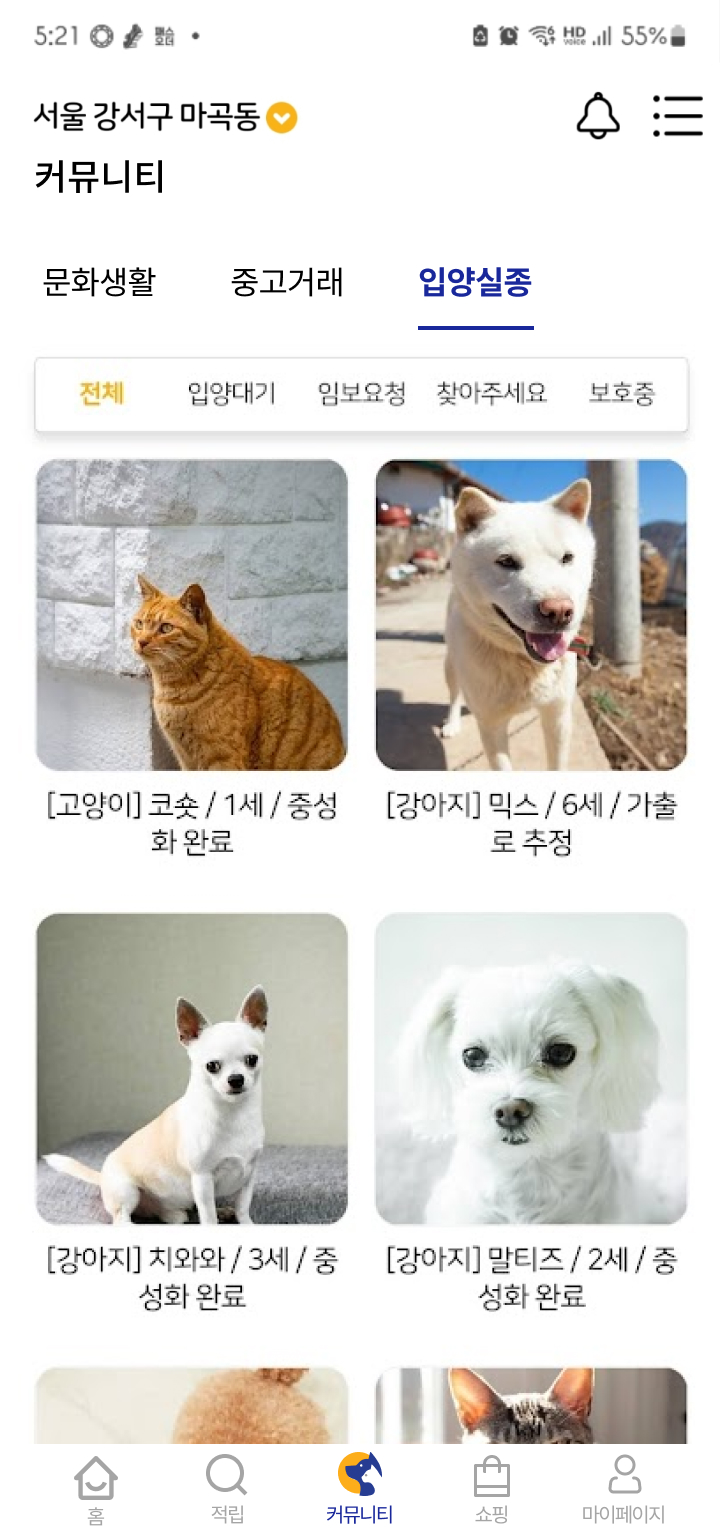 5:21 HD voice 55%
서울 강서구 마곡동
커뮤니티
문화생활 중고거래 입양실종
전체 입양대기 임보요청 찾아주세요 보호중
[고양이] 코숏 / 1세 / 중성
화 완료
[강아지] 믹스 / 6세 / 가출
로 추정
[강아지] 치와와 / 3세 / 중
성화 완료
[강아지] 말티즈 / 2세 / 중
성화 완료
홈 적립 커뮤니티 쇼핑 마이페이지